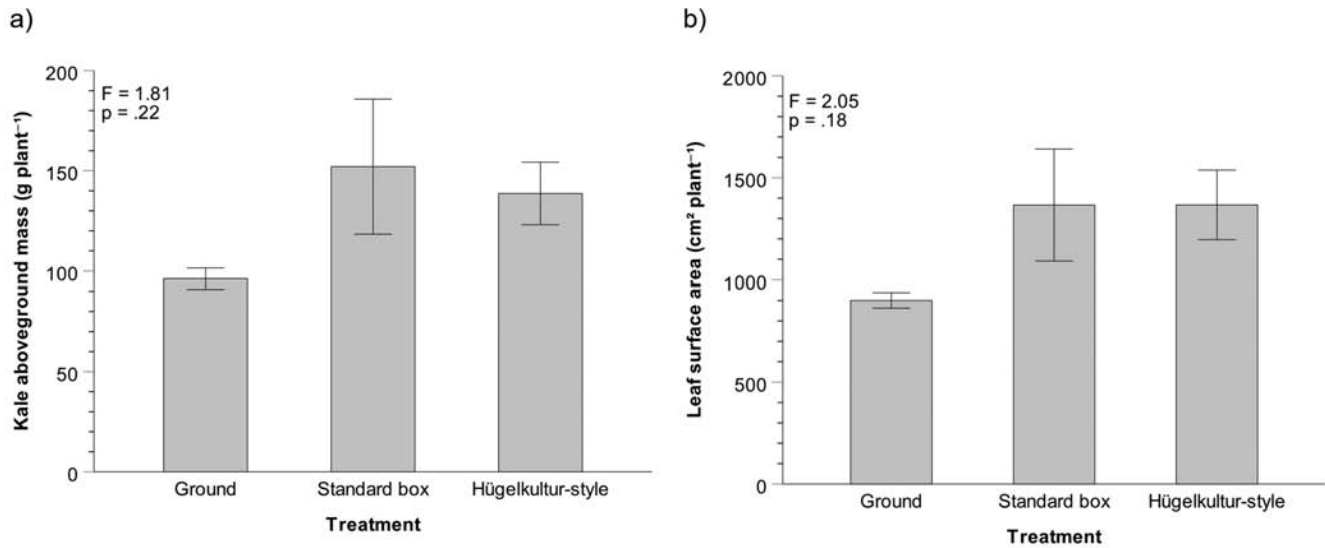 a)
Kale aboveground mass (g plant⁻¹)
200
150
100
50
0
F = 1.81
p = .22
Ground Standard box Hügelkultur-style
Treatment
b)
Leaf surface area (cm² plant⁻¹)
2000
1500
1000
500
0
F = 2.05
p = .18
Ground Standard box Hügelkultur-style
Treatment